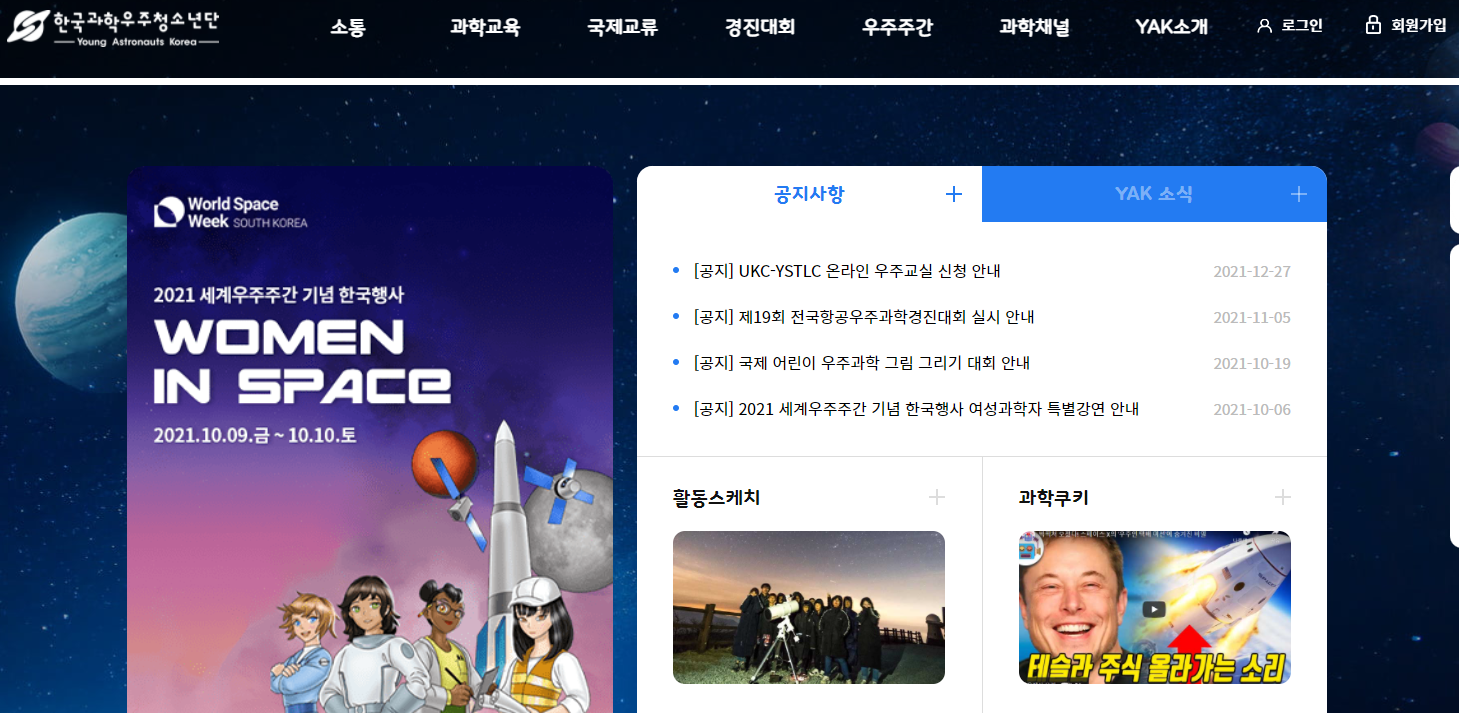 한국과학우주청소년단
Young Astronauts Korea
소통
과학교육
국제교류
경진대회
우주주간
과학채널
YAK소개
로그인
회원가입
World Space
Week SOUTH KOREA
2021 세계우주주간 기념 한국행사
WOMEN
IN SPACE
2021.10.09.금 ~ 10.10.토
공지사항
YAK 소식
[공지] UKC-YSTLC 온라인 우주교실 신청 안내 2021-12-27
[공지] 제19회 전국항공우주과학경진대회 실시 안내 2021-11-05
[공지] 국제 어린이 우주과학 그림 그리기 대회 안내 2021-10-19
[공지] 2021 세계우주주간 기념 한국행사 여성과학자 특별강연 안내 2021-10-06
활동스케치
과학쿠키
테슬라 주식 올라가는 소리